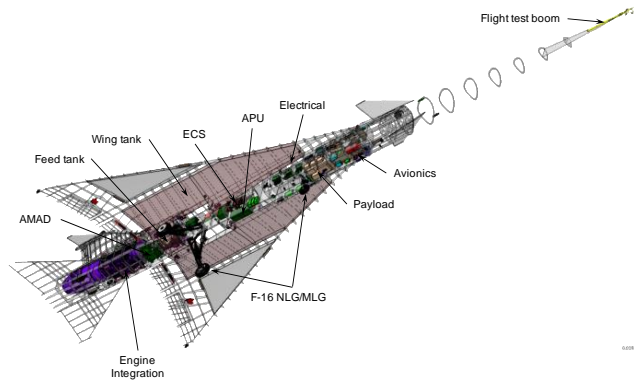 Flight test boom
Electrical
APU
ECS
Wing tank
Feed tank
Avionics
Payload
AMAD
F-16 NLG/MLG
Engine
Integration